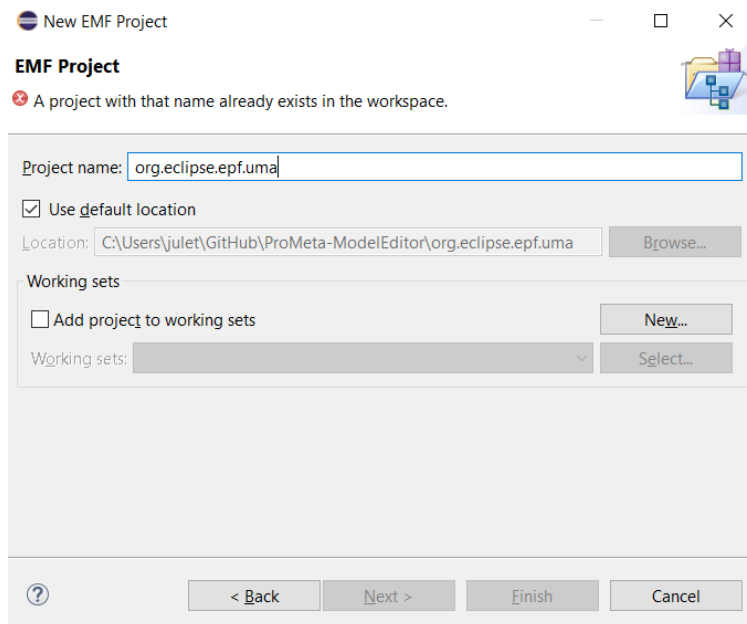 New EMF Project
EMF Project
A project with that name already exists in the workspace.
Project name: org.eclipse.epf.uma
Use default location
Location: C:\Users\julet\GitHub\ProMeta-ModelEditor\org.eclipse.epf.uma Browse...
Working sets
Add project to working sets New...
Working sets: Select...
? < Back Next > Finish Cancel